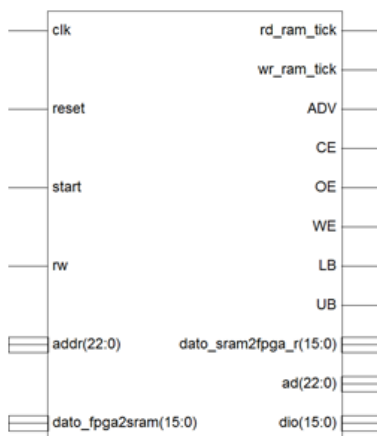 clk rd_ram_tick
wr_ram_tick
reset ADV
CE
start OE
WE
rw LB
UB
addr(22:0) dato_sram2fpga_r(15:0)
ad(22:0)
dato_fpga2sram(15:0) dio(15:0)